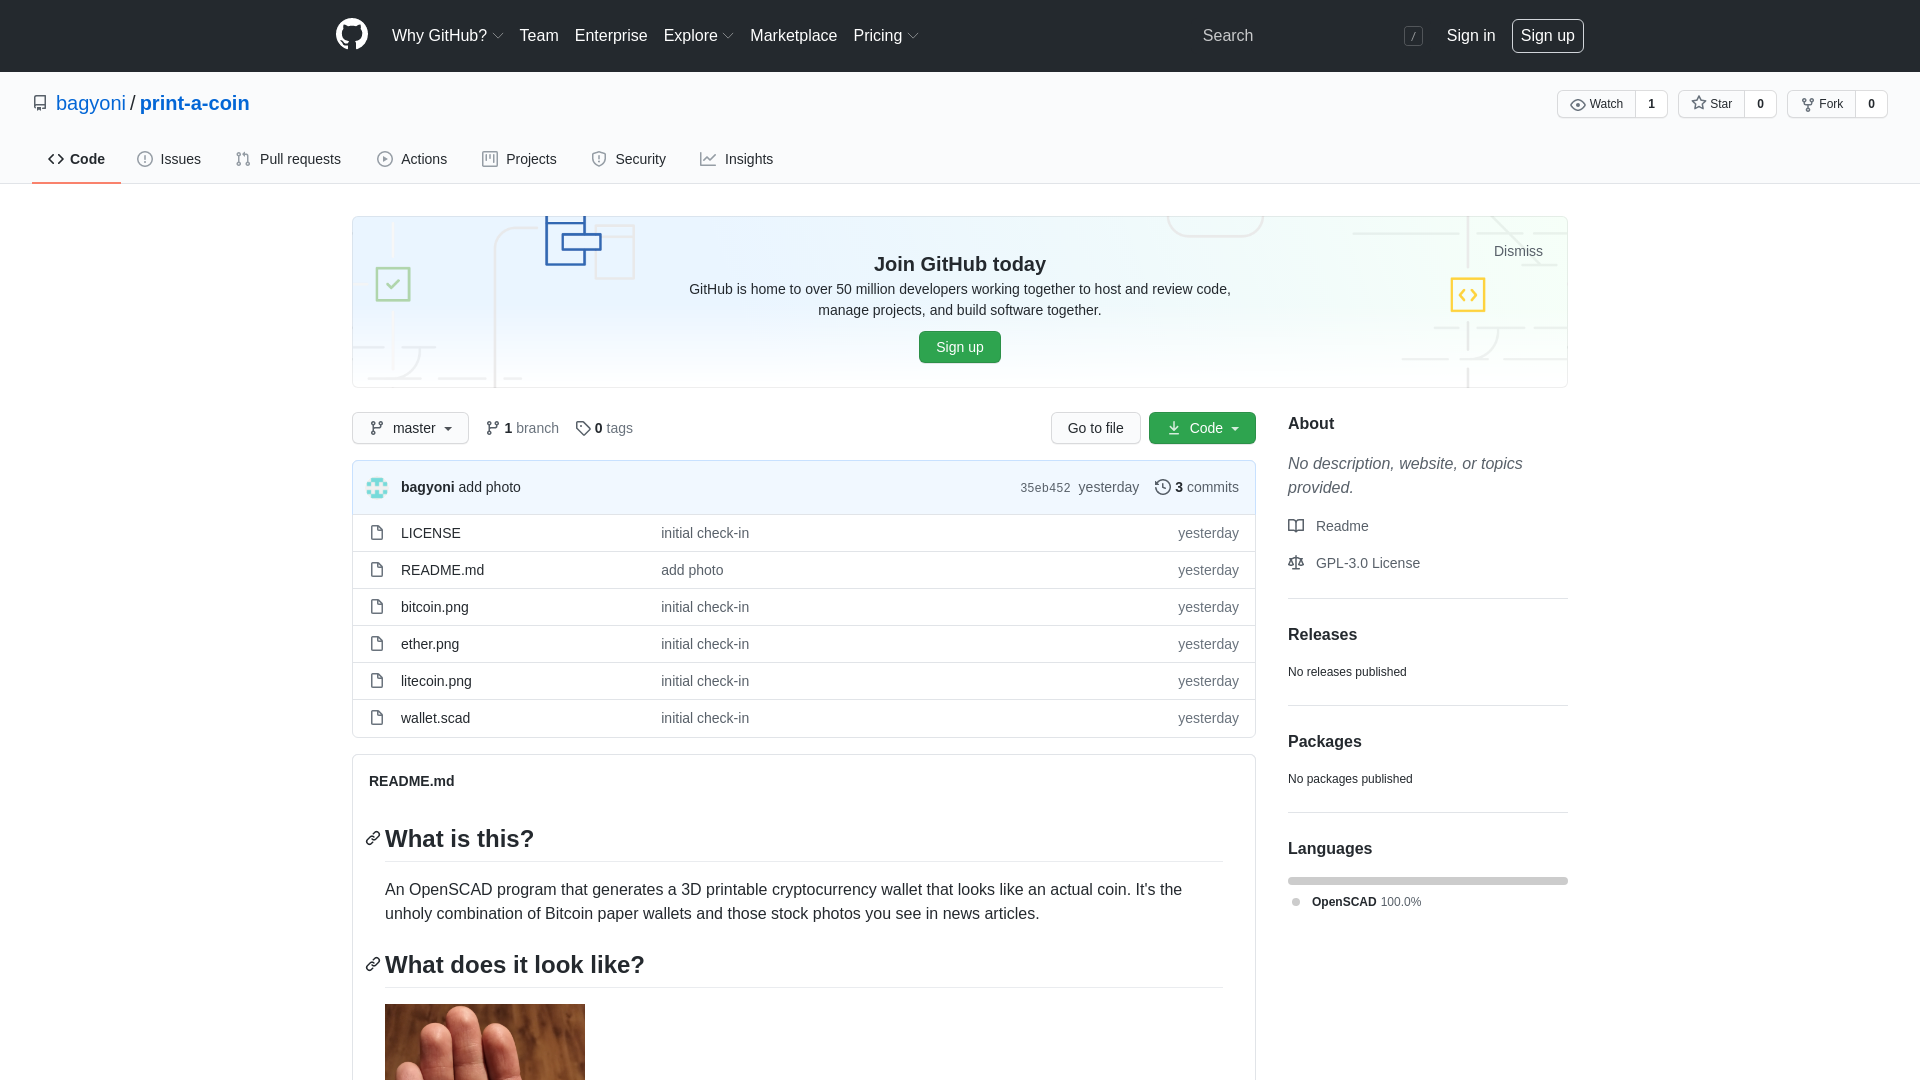 Why GitHub? Team Enterprise Explore Marketplace Pricing Search / Sign in Sign up
bagyoni / print-a-coin Watch 1 Star 0 Fork 0
Code Issues Pull requests Actions Projects Security Insights
Dismiss
Join GitHub today
GitHub is home to over 50 million developers working together to host and review code,
manage projects, and build software together.
Sign up
master 1 branch 0 tags Go to file Code
bagyoni add photo 35eb452 yesterday 3 commits
LICENSE initial check-in yesterday
README.md add photo yesterday
bitcoin.png initial check-in yesterday
ether.png initial check-in yesterday
litecoin.png initial check-in yesterday
wallet.scad initial check-in yesterday
README.md
What is this?
An OpenSCAD program that generates a 3D printable cryptocurrency wallet that looks like an actual coin. It's the
unholy combination of Bitcoin paper wallets and those stock photos you see in news articles.
What does it look like?
About
No description, website, or topics
provided.
Readme
GPL-3.0 License
Releases
No releases published
Packages
No packages published
Languages
OpenSCAD 100.0%